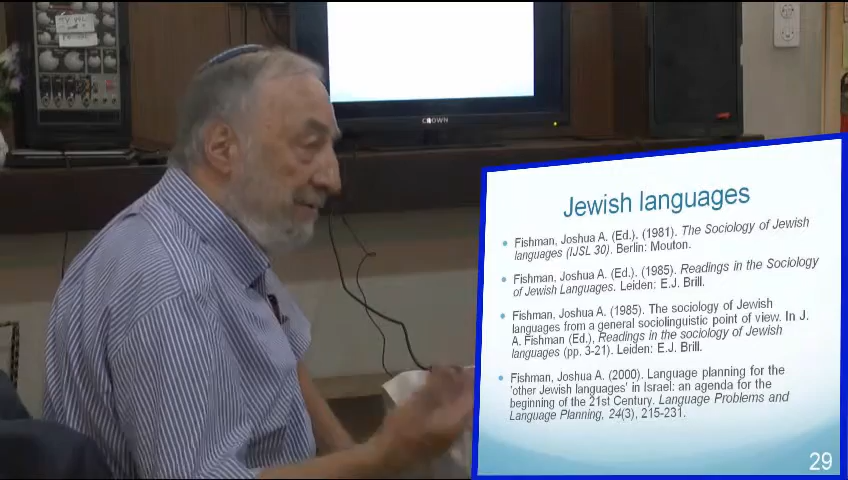 CROWN
Jewish languages
• Fishman, Joshua A. (Ed.). (1981). The Sociology of Jewish
languages (IJSL 30). Berlin: Mouton.
• Fishman. Joshua A. (Ed.). (1985). Readings in the Sociology
of Jewish Languages. Leiden: E.J. Brill.
• Fishman, Joshua A. (1985). The sociology of Jewish
languages from a general sociolinguistic point of view. In J.
A. Fishman (Ed.), Readings in the sociology of Jewish
languages (pp. 3-21). Leiden: E.J. Brill.
• Fishman, Joshua A. (2000). Language planning for the
'other Jewish languages' in Israel: an agenda for the
beginning of the 21st Century. Language Problems and
Language Planning, 24(3), 215-231.
29